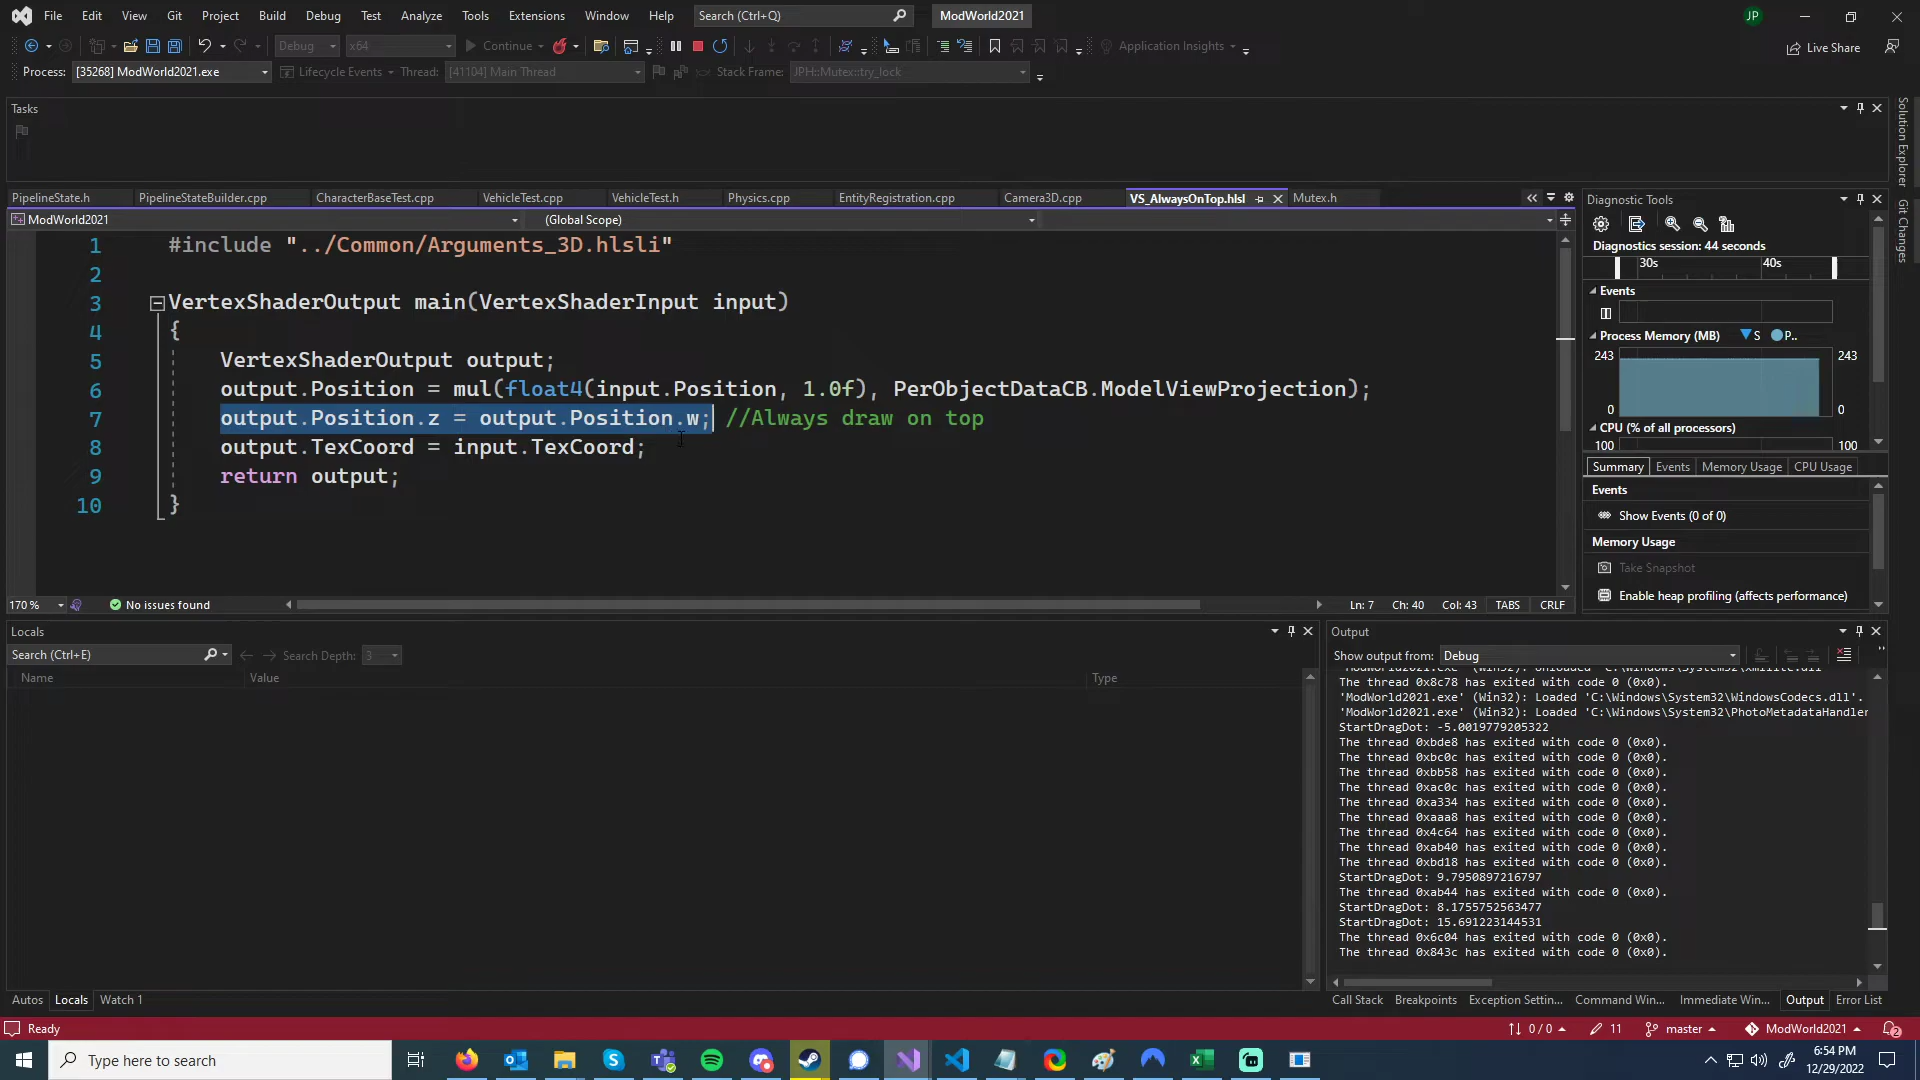 File Edit View Git Project Build Debug Test Analyze Tools Extensions Window Help Search (Ctrl+Q) ModWorld2021 JP
Debug x64 Continue Application Insights Live Share
Process: [35268] ModWorld2021.exe Lifecycle Events Thread: [41104] Main Thread Stack Frame: JPH::Mutex::try_lock
Tasks
PipelineState.h PipelineStateBuilder.cpp CharacterBaseTest.cpp VehicleTest.cpp VehicleTest.h Physics.cpp EntityRegistration.cpp Camera3D.cpp VS_AlwaysOnTop.hlsl Mutex.h
ModWorld2021 (Global Scope)
1 #include "../Common/Arguments_3D.hlsli"
2
3 VertexShaderOutput main(VertexShaderInput input)
4 {
5 VertexShaderOutput output;
6 output.Position = mul(float4(input.Position, 1.0f), PerObjectDataCB.ModelViewProjection);
7 output.Position.z = output.Position.w; //Always draw on top
8 output.TexCoord = input.TexCoord;
9 return output;
10 }
170 % No issues found Ln: 7 Ch: 40 Col: 43 TABS CRLF
Diagnostic Tools
Diagnostics session: 44 seconds
30s 40s
Events
Process Memory (MB) S P..
243 243
0 0
CPU (% of all processors)
100 100
Summary Events Memory Usage CPU Usage
Events
Show Events (0 of 0)
Memory Usage
Take Snapshot
Enable heap profiling (affects performance)
Solution Explorer
Git Changes
Locals
Search (Ctrl+E) Search Depth: 3
Name Value Type
Autos Locals Watch 1
Output
Show output from: Debug
The thread 0x8c78 has exited with code 0 (0x0).
'ModWorld2021.exe' (Win32): Loaded 'C:\Windows\System32\WindowsCodecs.dll'.
'ModWorld2021.exe' (Win32): Loaded 'C:\Windows\System32\PhotoMetadataHandler
StartDragDot: -5.0019779205322
The thread 0xbde8 has exited with code 0 (0x0).
The thread 0xbc0c has exited with code 0 (0x0).
The thread 0xbb58 has exited with code 0 (0x0).
The thread 0xac0c has exited with code 0 (0x0).
The thread 0xa334 has exited with code 0 (0x0).
The thread 0xaaa8 has exited with code 0 (0x0).
The thread 0x4c64 has exited with code 0 (0x0).
The thread 0xab40 has exited with code 0 (0x0).
The thread 0xbd18 has exited with code 0 (0x0).
StartDragDot: 9.7950897216797
The thread 0xab44 has exited with code 0 (0x0).
StartDragDot: 8.1755752563477
StartDragDot: 15.691223144531
The thread 0x6c04 has exited with code 0 (0x0).
The thread 0x843c has exited with code 0 (0x0).
Call Stack Breakpoints Exception Settin... Command Win... Immediate Win... Output Error List
Ready 0 / 0 11 master ModWorld2021 2
Type here to search
6:54 PM
12/29/2022